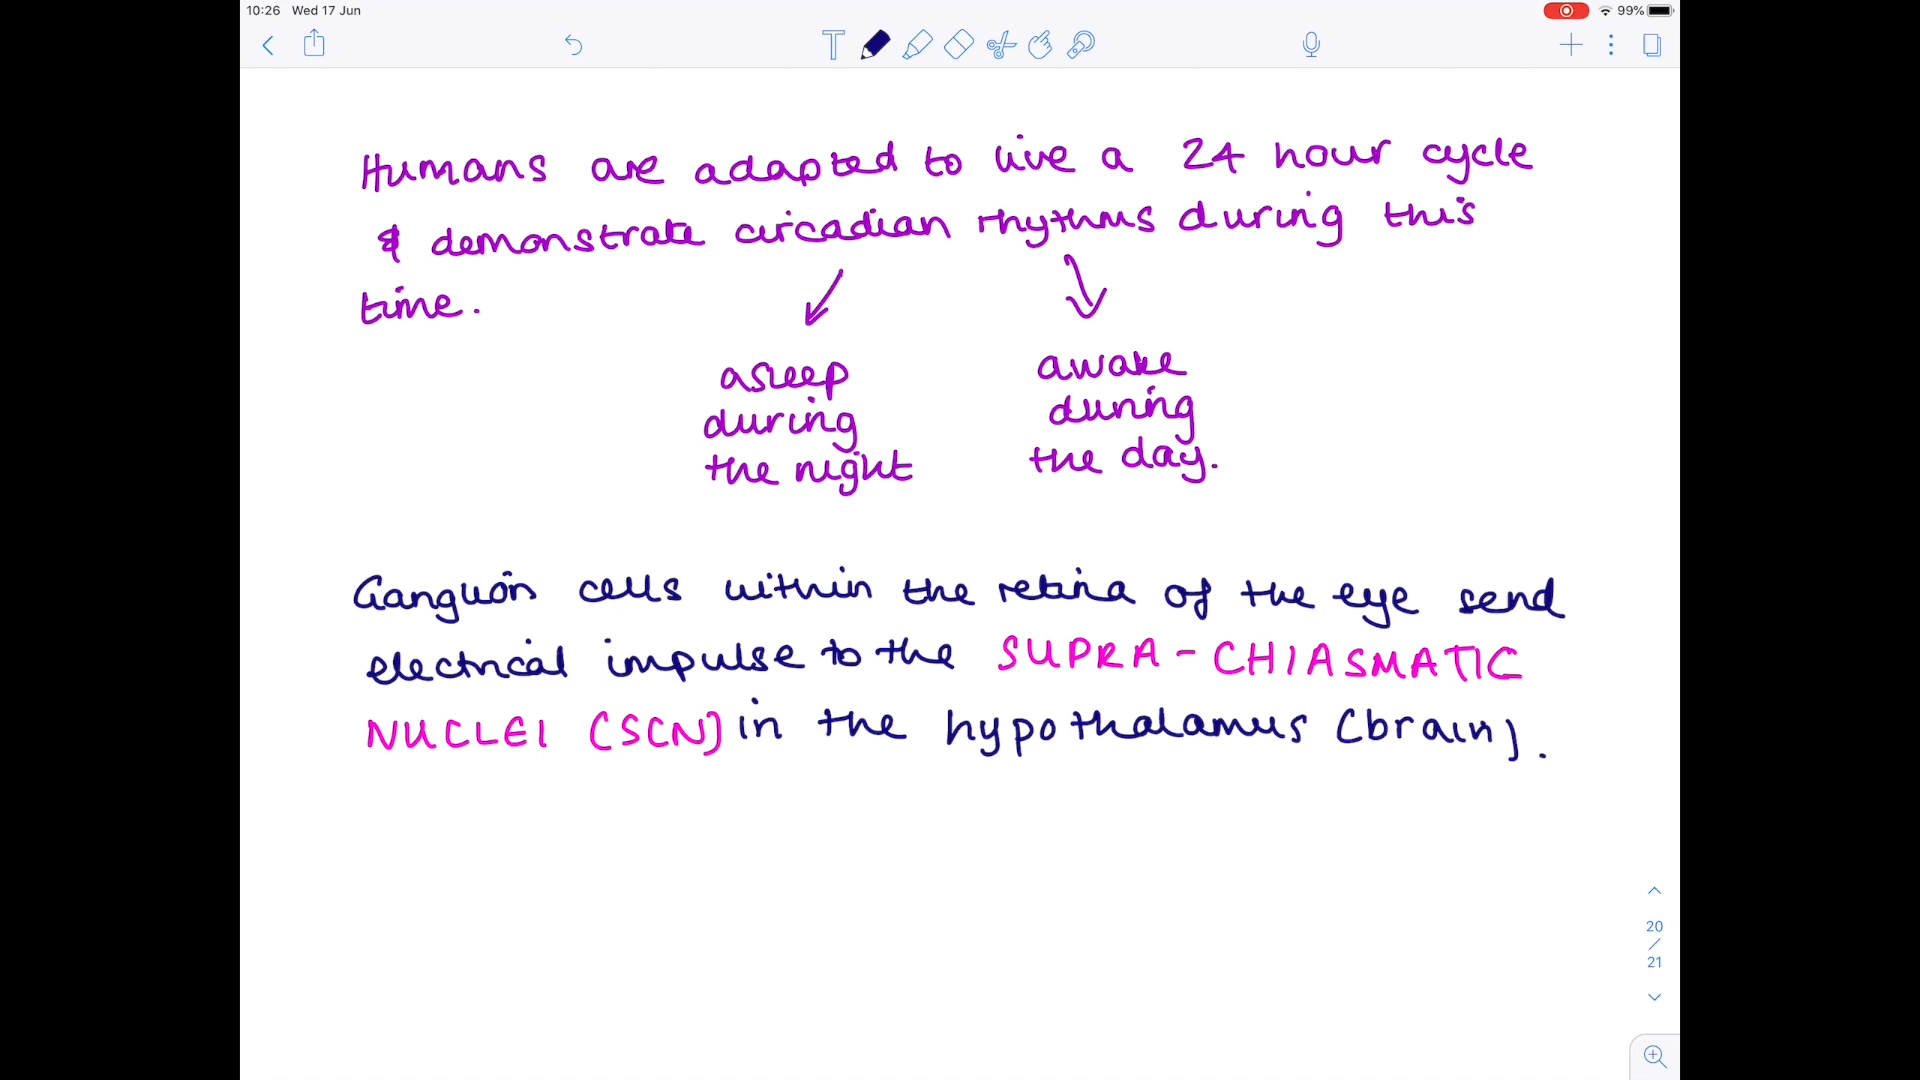 10:26 Wed 17 Jun
99%
T
Humans are adapted to live a 24 hour cycle
& demonstrate circadian rhythms during this
time.
asleep
during
the night
awake
during
the day.
Ganglion cells within the retina of the eye send
electrical impulse to the SUPRA-CHIASMATIC
NUCLEI (SCN) in the hypothalamus (brain).
20
/
21